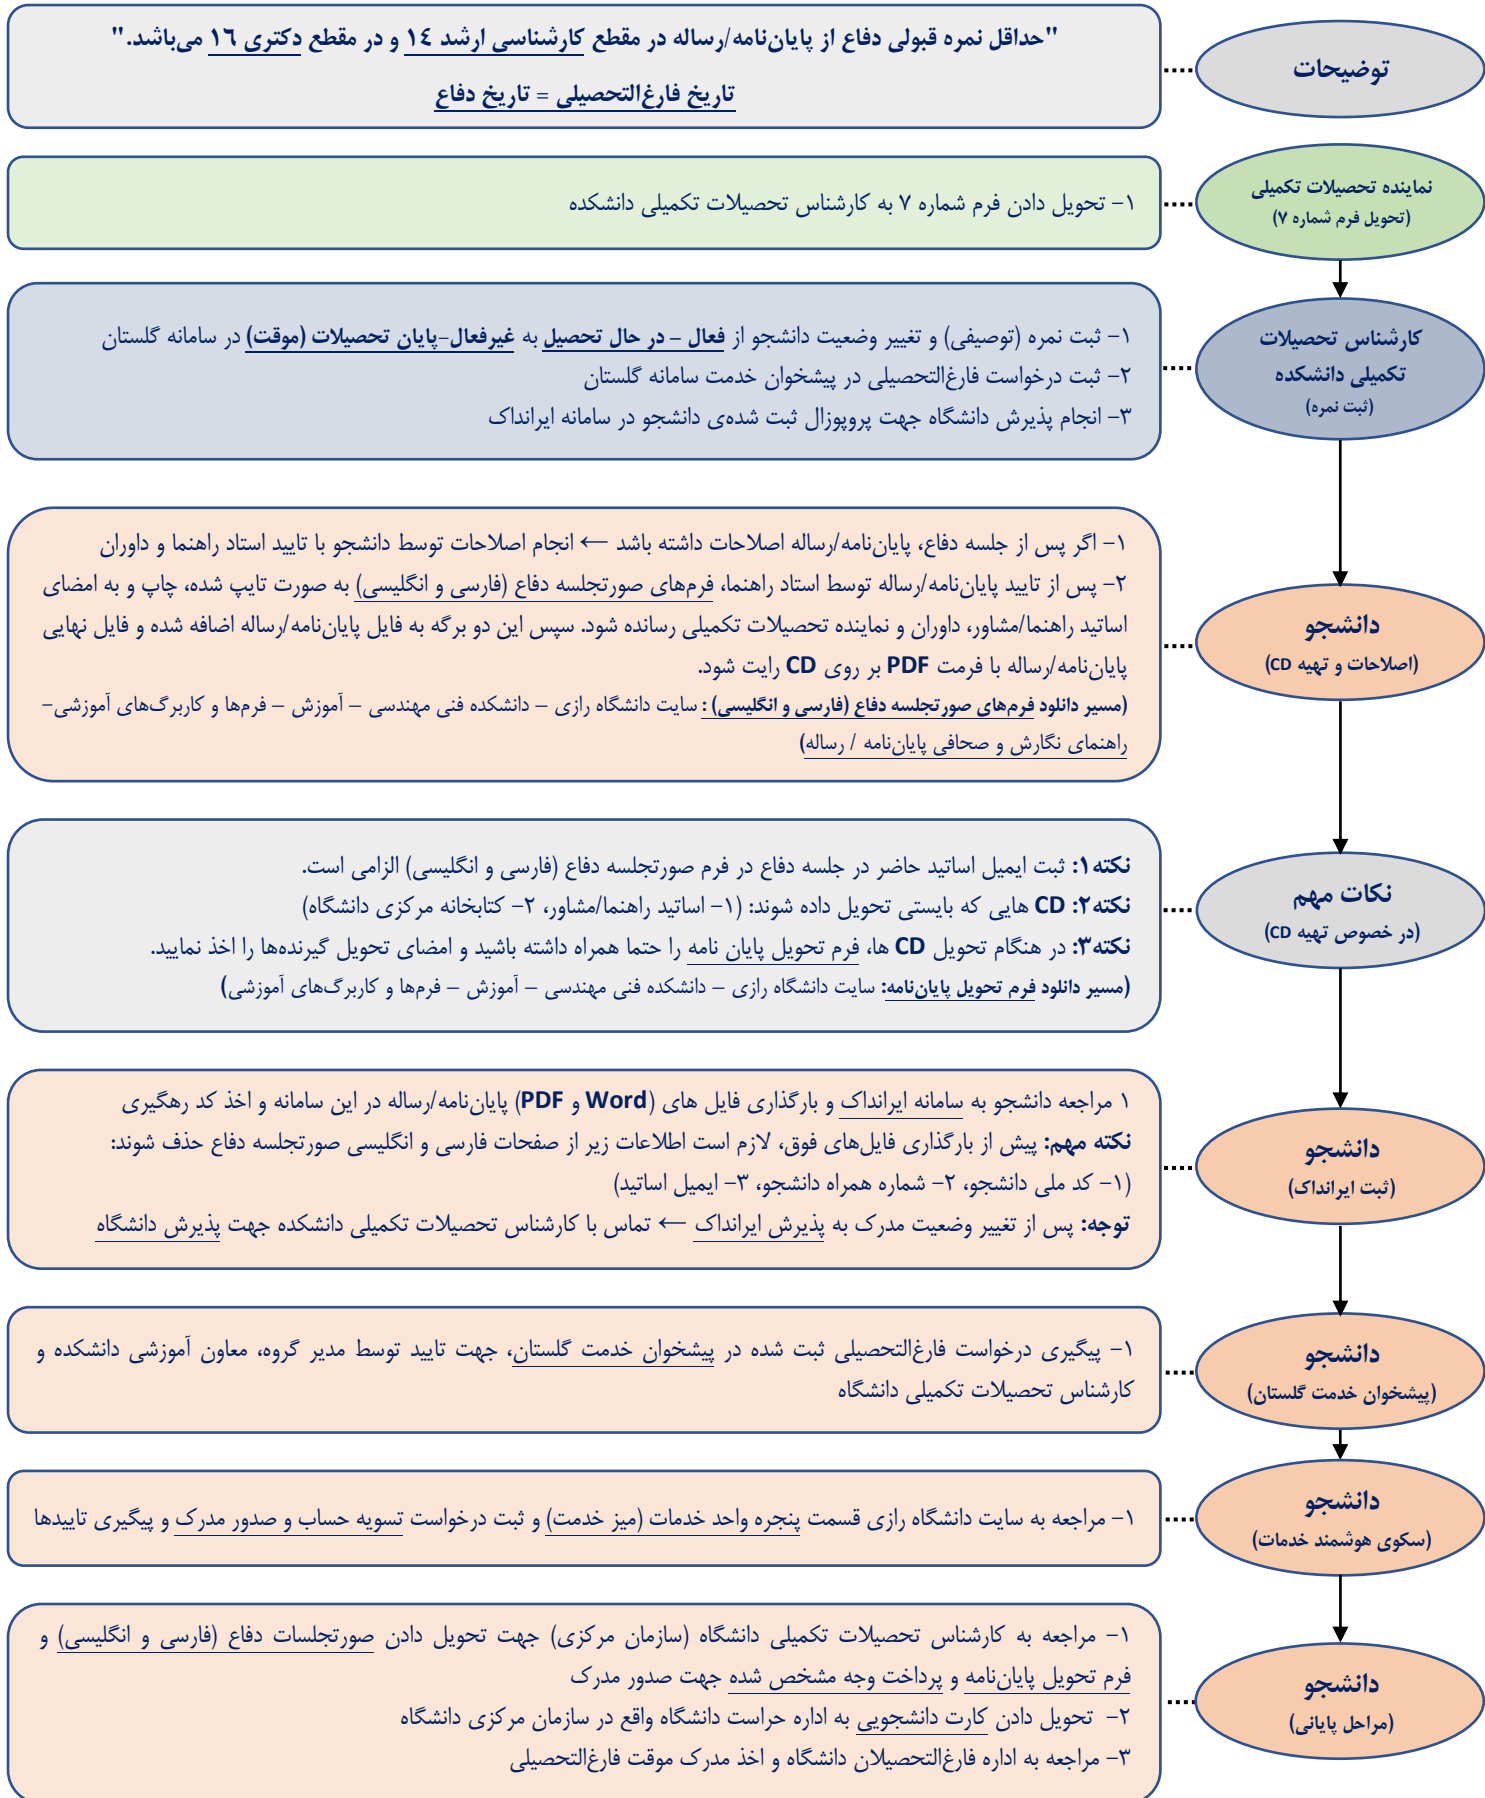 توضیحات
"حداقل نمره قبولی دفاع از پایان‌نامه/رساله در مقطع کارشناسی ارشد ١٤ و در مقطع دکتری ١٦ می‌باشد."
تاریخ فارغ‌التحصیلی = تاریخ دفاع
نماینده تحصیلات تکمیلی
(تحویل فرم شماره ۷)
۱- تحویل دادن فرم شماره ۷ به کارشناس تحصیلات تکمیلی دانشکده
کارشناس تحصیلات
تکمیلی دانشکده
(ثبت نمره)
۱- ثبت نمره (توصیفی) و تغییر وضعیت دانشجو از فعال – در حال تحصیل به غیرفعال-پایان تحصیلات (موقت) در سامانه گلستان
۲- ثبت درخواست فارغ‌التحصیلی در پیشخوان خدمت سامانه گلستان
۳- انجام پذیرش دانشگاه جهت پروپوزال ثبت شده‌ی دانشجو در سامانه ایرانداک
دانشجو
(اصلاحات و تهیه CD)
۱- اگر پس از جلسه دفاع، پایان‌نامه/رساله اصلاحات داشته باشد ← انجام اصلاحات توسط دانشجو با تایید استاد راهنما و داوران
۲- پس از تایید پایان‌نامه/رساله توسط استاد راهنما، فرم‌های صورتجلسه دفاع (فارسی و انگلیسی) به صورت تایپ شده، چاپ و به امضای
اساتید راهنما/مشاور، داوران و نماینده تحصیلات تکمیلی رسانده شود. سپس این دو برگه به فایل پایان‌نامه/رساله اضافه شده و فایل نهایی
پایان‌نامه/رساله با فرمت PDF بر روی CD رایت شود.
(مسیر دانلود فرم‌های صورتجلسه دفاع (فارسی و انگلیسی) : سایت دانشگاه رازی – دانشکده فنی مهندسی – آموزش – فرم‌ها و کاربرگ‌های آموزشی-
راهنمای نگارش و صحافی پایان‌نامه / رساله)
نکات مهم
(در خصوص تهیه CD)
نکته۱: ثبت ایمیل اساتید حاضر در جلسه دفاع در فرم صورتجلسه دفاع (فارسی و انگلیسی) الزامی است.
نکته۲: CD هایی که بایستی تحویل داده شوند: (۱- اساتید راهنما/مشاور، ۲- کتابخانه مرکزی دانشگاه)
نکته۳: در هنگام تحویل CD ها، فرم تحویل پایان نامه را حتما همراه داشته باشید و امضای تحویل گیرنده‌ها را اخذ نمایید.
(مسیر دانلود فرم تحویل پایان‌نامه: سایت دانشگاه رازی – دانشکده فنی مهندسی – آموزش – فرم‌ها و کاربرگ‌های آموزشی)
دانشجو
(ثبت ایرانداک)
۱ مراجعه دانشجو به سامانه ایرانداک و بارگذاری فایل های (Word و PDF) پایان‌نامه/رساله در این سامانه و اخذ کد رهگیری
نکته مهم: پیش از بارگذاری فایل‌های فوق، لازم است اطلاعات زیر از صفحات فارسی و انگلیسی صورتجلسه دفاع حذف شوند:
(۱- کد ملی دانشجو، ۲- شماره همراه دانشجو، ۳- ایمیل اساتید)
توجه: پس از تغییر وضعیت مدرک به پذیرش ایرانداک ← تماس با کارشناس تحصیلات تکمیلی دانشکده جهت پذیرش دانشگاه
دانشجو
(پیشخوان خدمت گلستان)
۱- پیگیری درخواست فارغ‌التحصیلی ثبت شده در پیشخوان خدمت گلستان، جهت تایید توسط مدیر گروه، معاون آموزشی دانشکده و
کارشناس تحصیلات تکمیلی دانشگاه
دانشجو
(سکوی هوشمند خدمات)
۱- مراجعه به سایت دانشگاه رازی قسمت پنجره واحد خدمات (میز خدمت) و ثبت درخواست تسویه حساب و صدور مدرک و پیگیری تاییدها
دانشجو
(مراحل پایانی)
۱- مراجعه به کارشناس تحصیلات تکمیلی دانشگاه (سازمان مرکزی) جهت تحویل دادن صورتجلسات دفاع (فارسی و انگلیسی) و
فرم تحویل پایان‌نامه و پرداخت وجه مشخص شده جهت صدور مدرک
۲- تحویل دادن کارت دانشجویی به اداره حراست دانشگاه واقع در سازمان مرکزی دانشگاه
۳- مراجعه به اداره فارغ‌التحصیلان دانشگاه و اخذ مدرک موقت فارغ‌التحصیلی